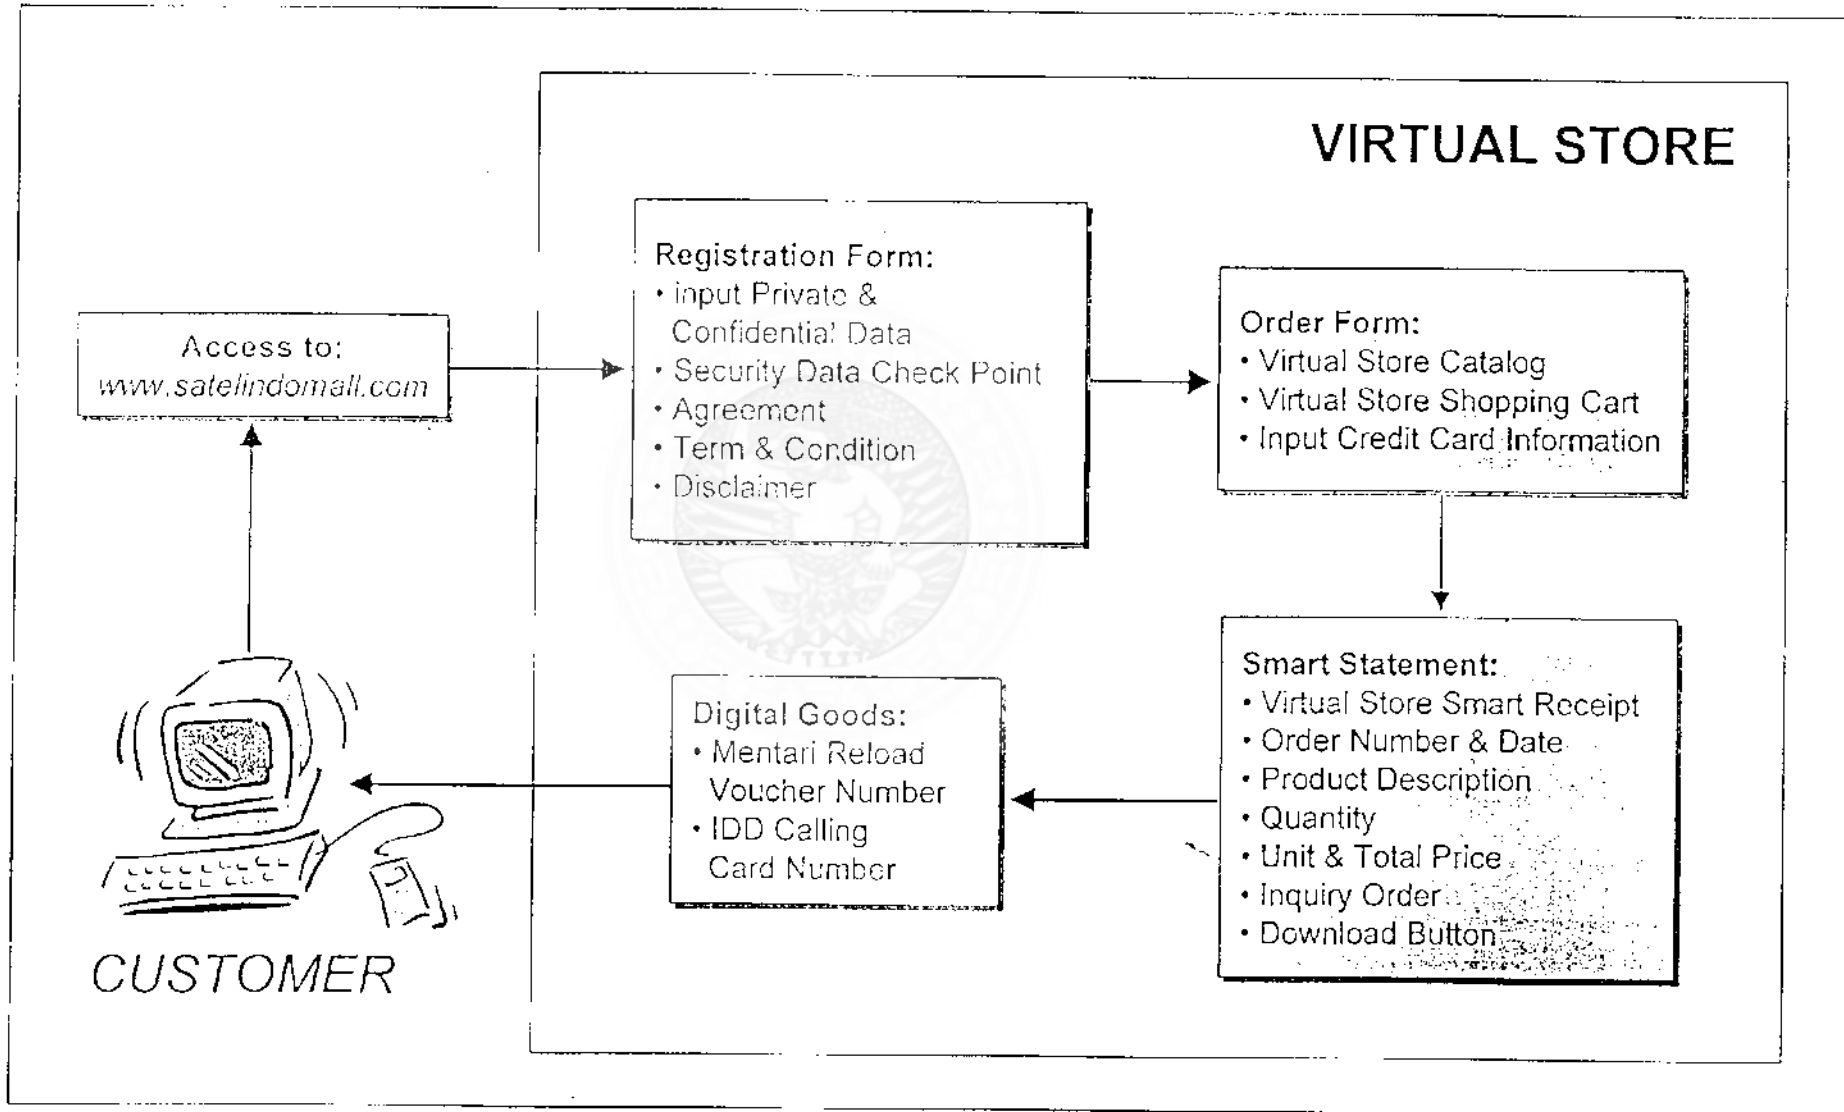 VIRTUAL STORE
Access to:
www.satelindomall.com
Registration Form:
• Input Private &
Confidential Data
• Security Data Check Point
• Agreement
• Term & Condition
• Disclaimer
Order Form:
• Virtual Store Catalog
• Virtual Store Shopping Cart
• Input Credit Card Information
Smart Statement:
• Virtual Store Smart Receipt
• Order Number & Date
• Product Description
• Quantity
• Unit & Total Price
• Inquiry Order
• Download Button
Digital Goods:
• Mentari Reload
Voucher Number
• IDD Calling
Card Number
CUSTOMER